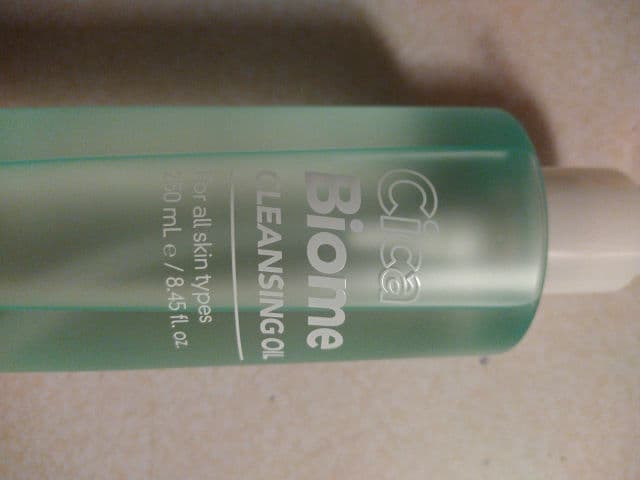 Cica
Biome
CLEANSING OIL
For all skin types
250 mL e / 8.45 fl. oz.